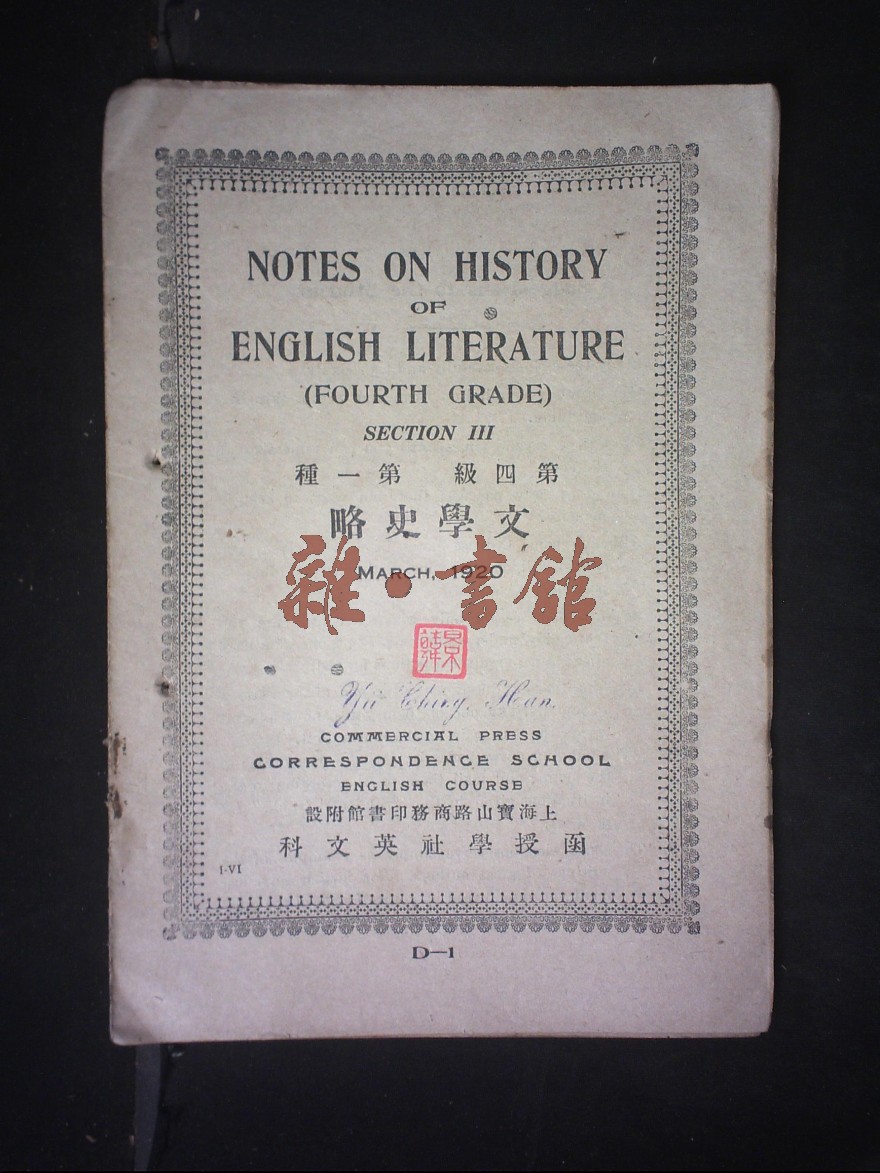 NOTES ON HISTORY
OF
ENGLISH LITERATURE
(FOURTH GRADE)
SECTION III
第四級 第一種
文學史略
MARCH, 1920
雜·書館
景韓
Yü Ching Han.
COMMERCIAL PRESS
CORRESPONDENCE SCHOOL
ENGLISH COURSE
上海寶山路商務印書館附設
函授學社英文科
I-VI
D—1